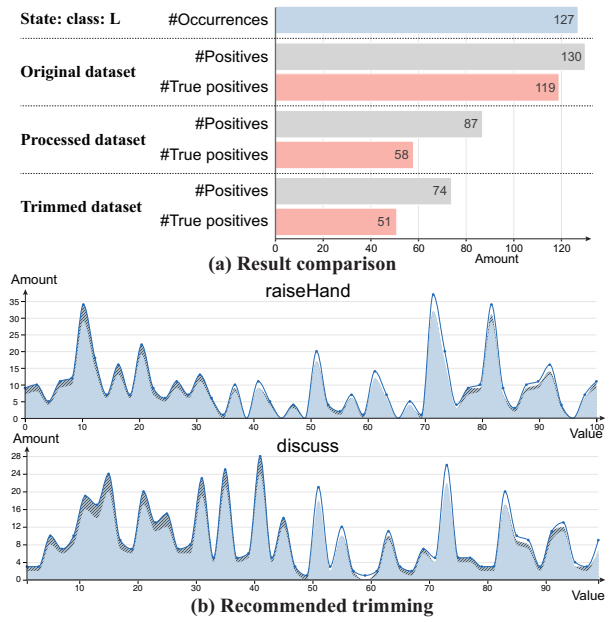 State: class: L
#Occurrences
127
Original dataset
#Positives
130
#True positives
119
Processed dataset
#Positives
87
#True positives
58
Trimmed dataset
#Positives
74
#True positives
51
0 20 40 60 80 100 120
Amount
(a) Result comparison
Amount
raiseHand
35
30
25
20
15
10
5
0
0 10 20 30 40 50 60 70 80 90 100
Value
Amount
discuss
28
24
20
16
12
8
4
0
0 10 20 30 40 50 60 70 80 90
Value
(b) Recommended trimming